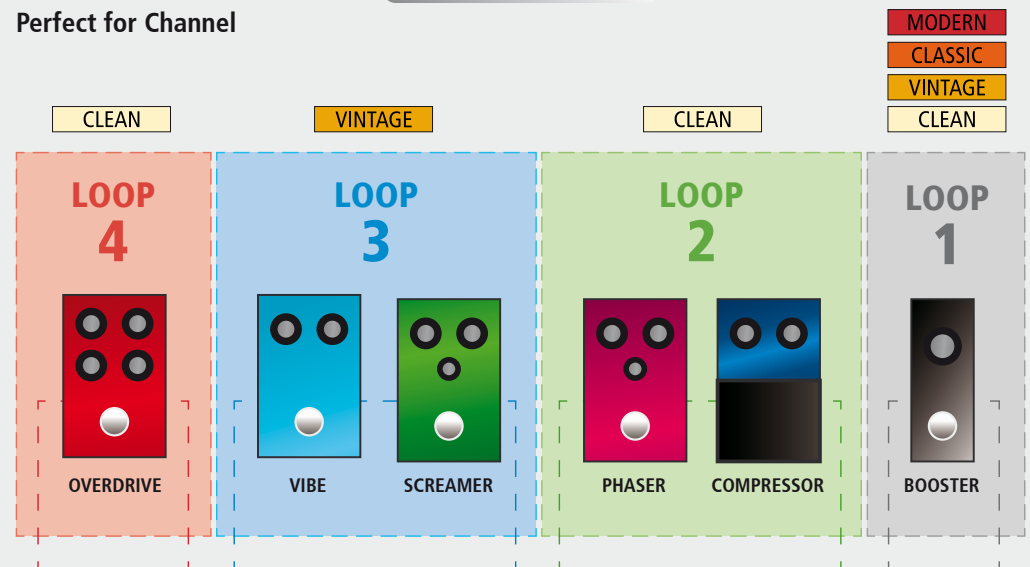 Perfect for Channel
MODERN
CLASSIC
VINTAGE
CLEAN
VINTAGE
CLEAN
CLEAN
LOOP
4
LOOP
3
LOOP
2
LOOP
1
OVERDRIVE
VIBE
SCREAMER
PHASER
COMPRESSOR
BOOSTER